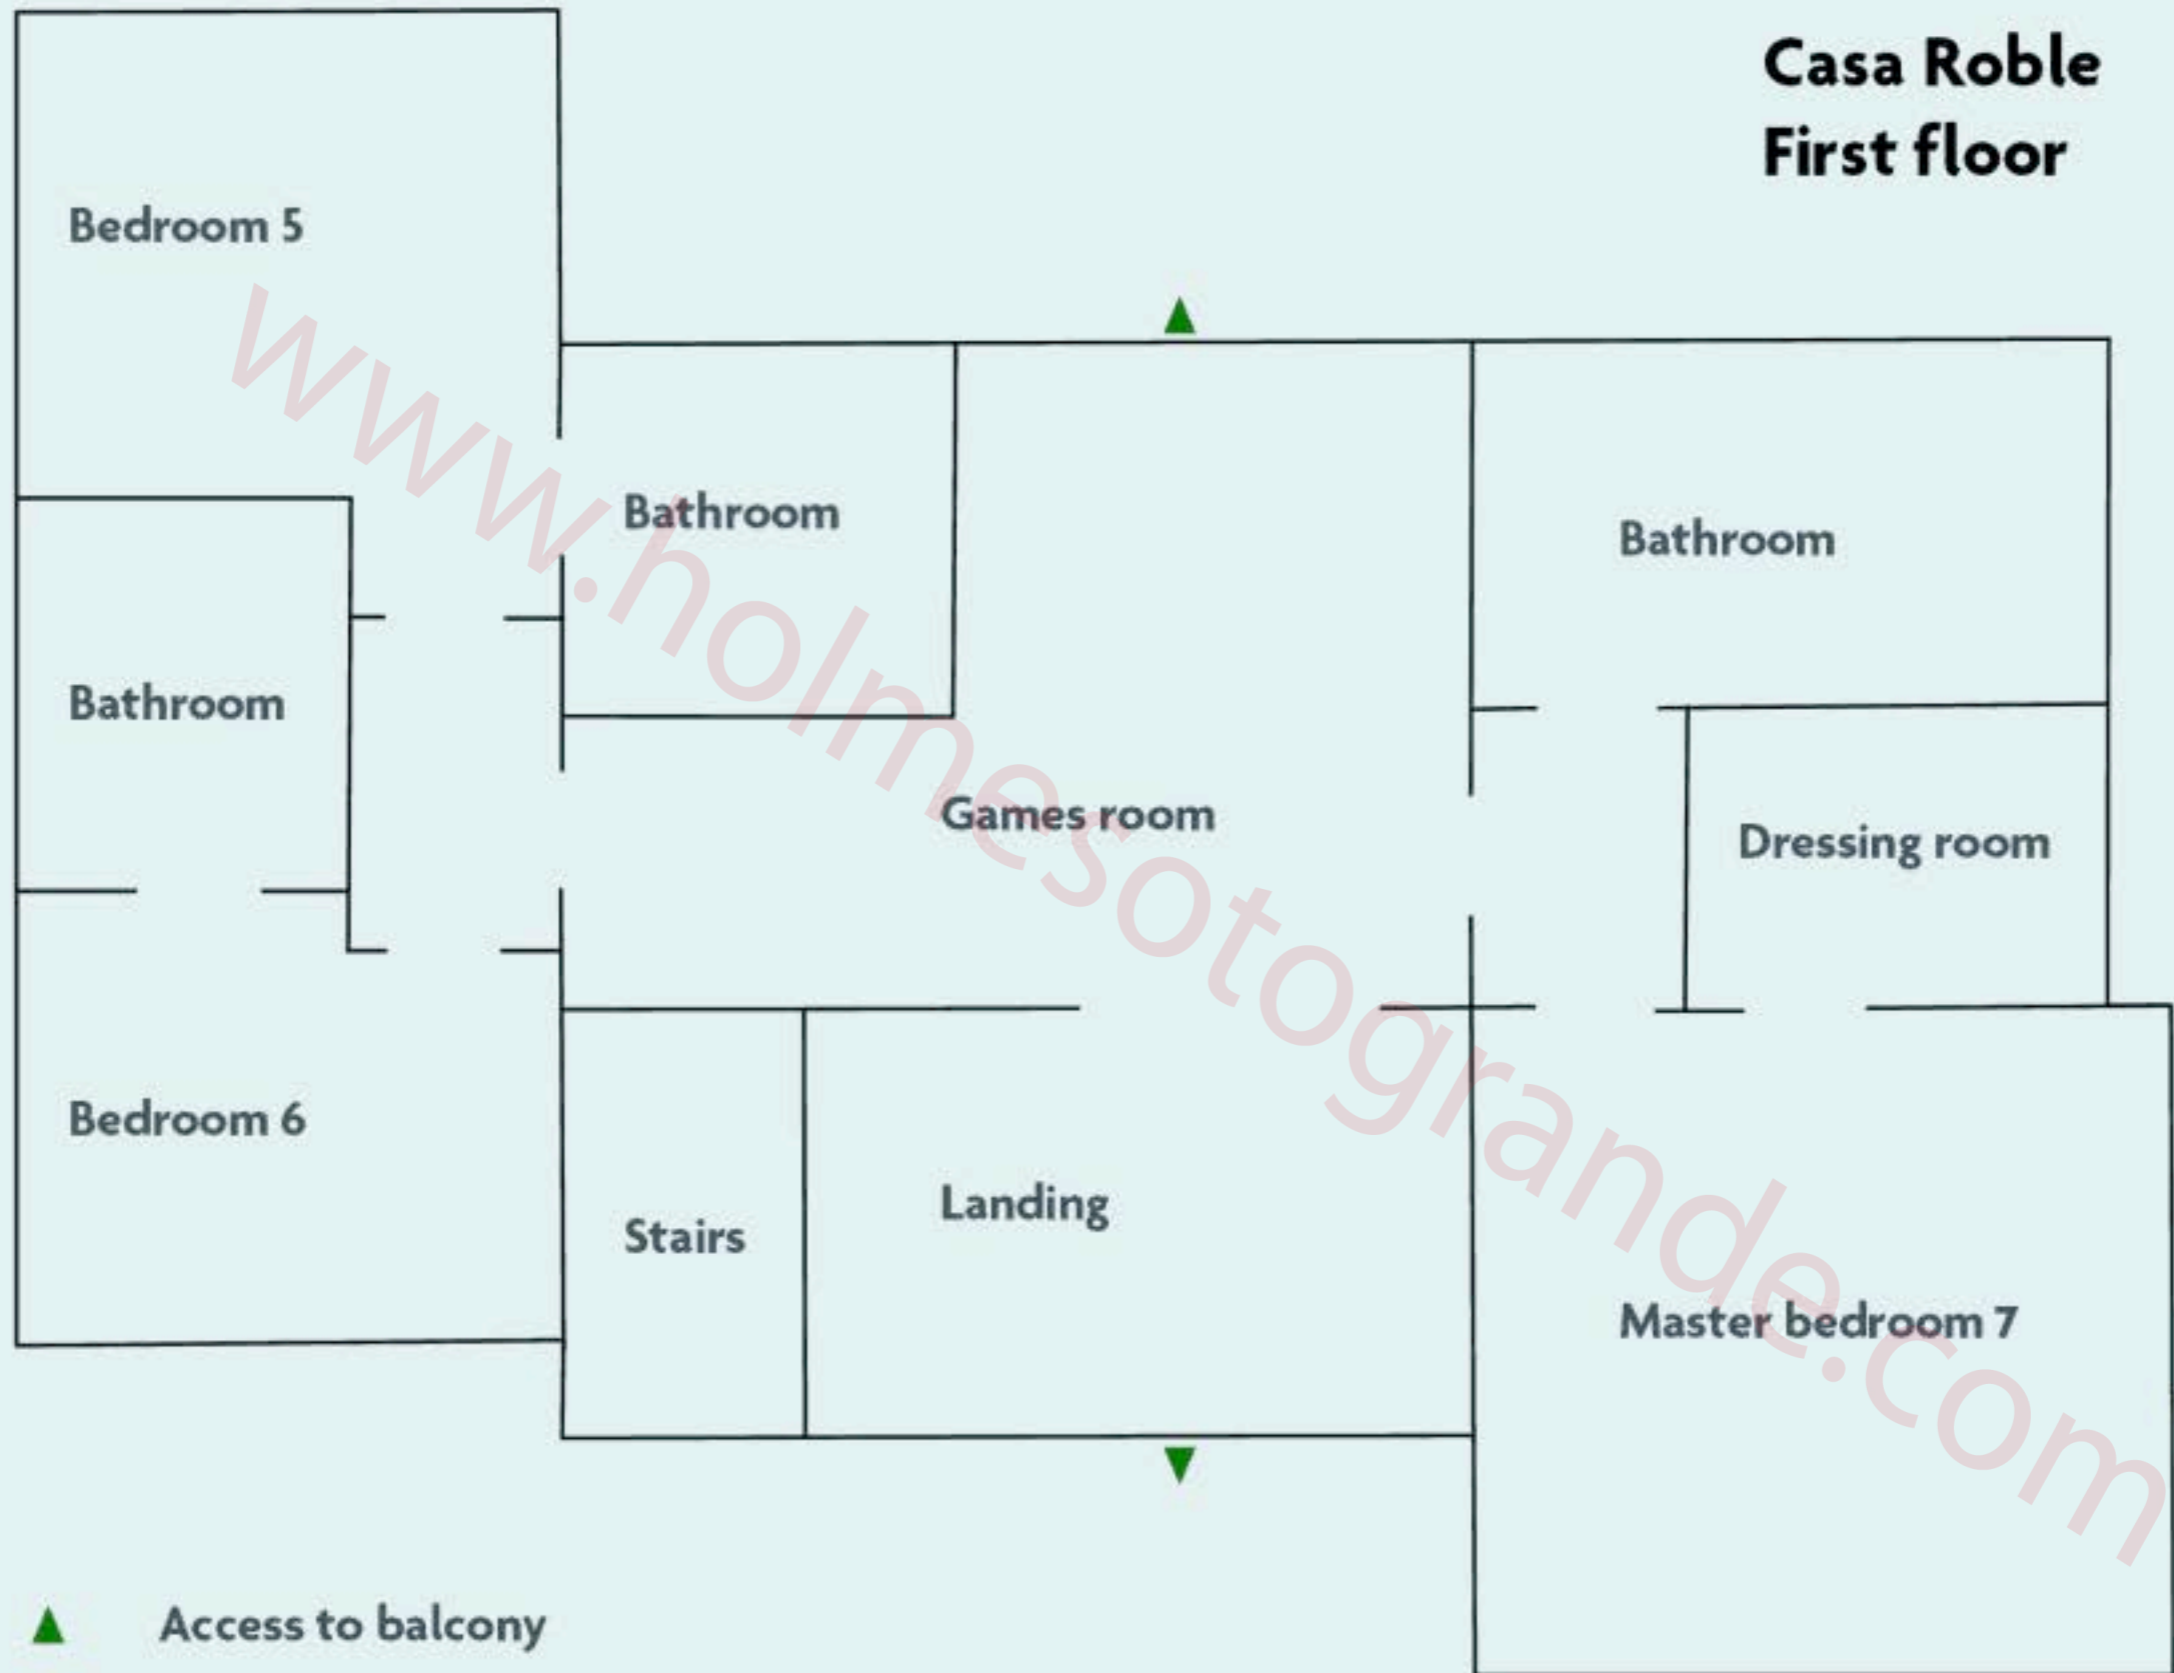 Casa Roble
First floor
Bedroom 5
Bathroom
Bathroom
Bathroom
Games room
Dressing room
Bedroom 6
Landing
Stairs
Master bedroom 7
Access to balcony
www.holmesotogrande.com